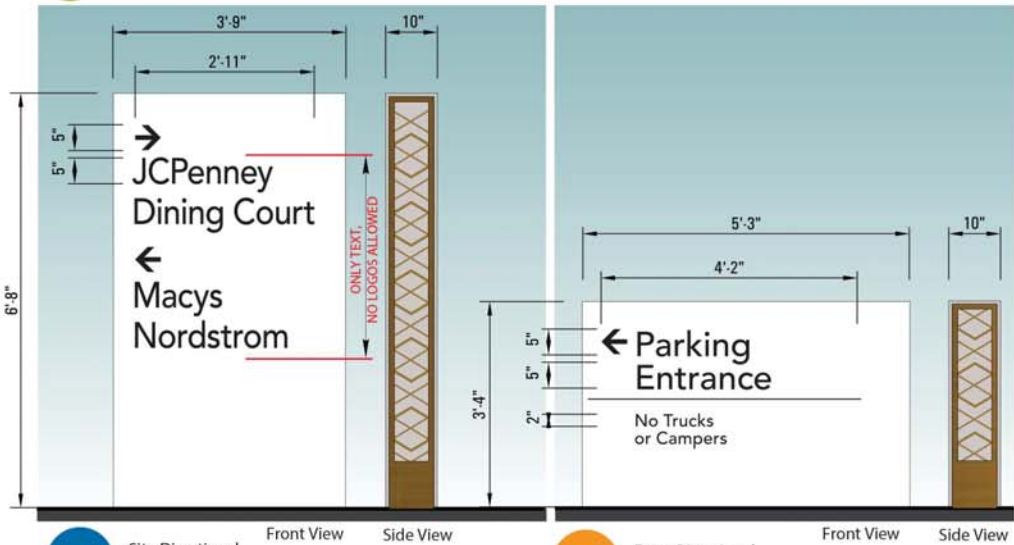 3'-9"
10"
2'-11"
5"
5"
6'-8"
JCPenney
Dining Court
Macys
Nordstrom
ONLY TEXT,
NO LOGOS ALLOWED
Front View
Side View
5'-3"
10"
4'-2"
5"
5"
2"
3'-4"
Parking
Entrance
No Trucks
or Campers
Front View
Side View